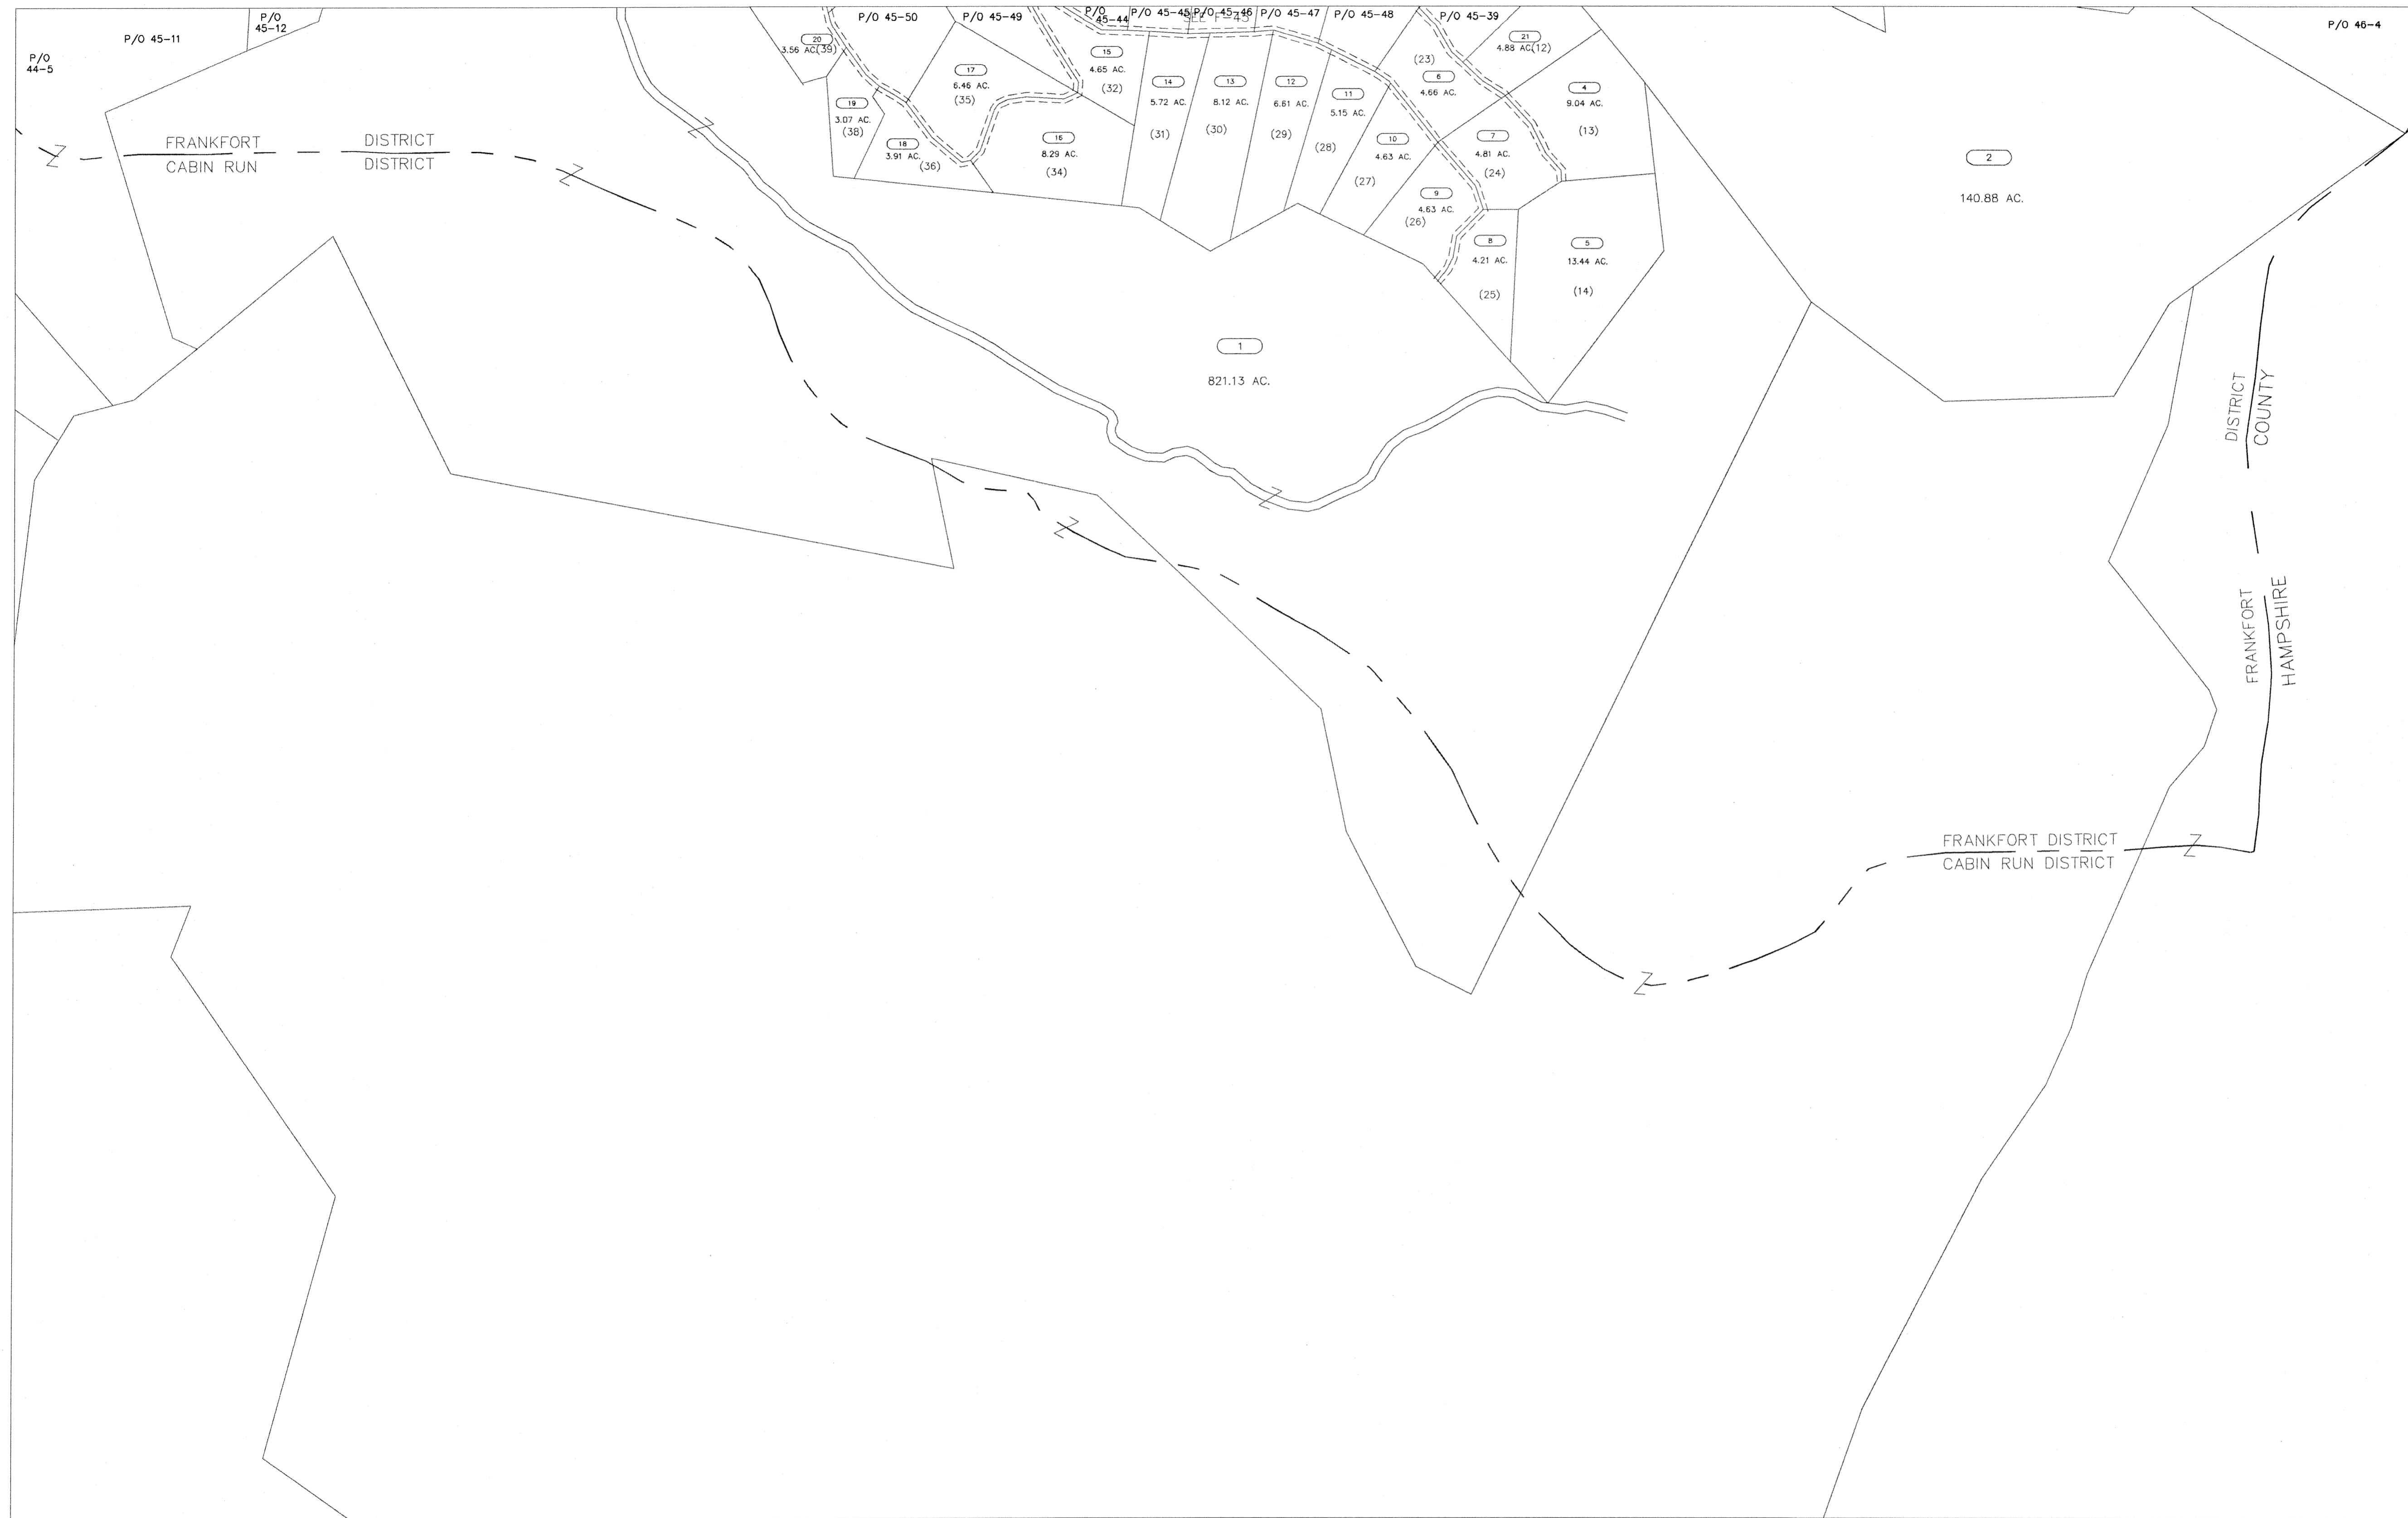 P/O
44-5
P/O 45-11
P/O
45-12
P/O 45-50
P/O 45-49
P/O
45-44
P/O 45-45
P/O 45-46
SEE F-45
P/O 45-47
P/O 45-48
P/O 45-39
P/O 46-4
20
3.56 AC.(39)
19
3.07 AC.
(38)
18
3.91 AC.
(36)
17
6.46 AC.
(35)
16
8.29 AC.
(34)
15
4.65 AC.
(32)
14
5.72 AC.
(31)
13
8.12 AC.
(30)
12
6.61 AC.
(29)
11
5.15 AC.
(28)
10
4.63 AC.
(27)
9
4.63 AC.
(26)
(23)
6
4.66 AC.
21
4.88 AC.(12)
7
4.81 AC.
(24)
8
4.21 AC.
(25)
4
9.04 AC.
(13)
5
13.44 AC.
(14)
2
140.88 AC.
1
821.13 AC.
FRANKFORT DISTRICT
CABIN RUN DISTRICT
FRANKFORT DISTRICT
HAMPSHIRE COUNTY
FRANKFORT DISTRICT
CABIN RUN DISTRICT